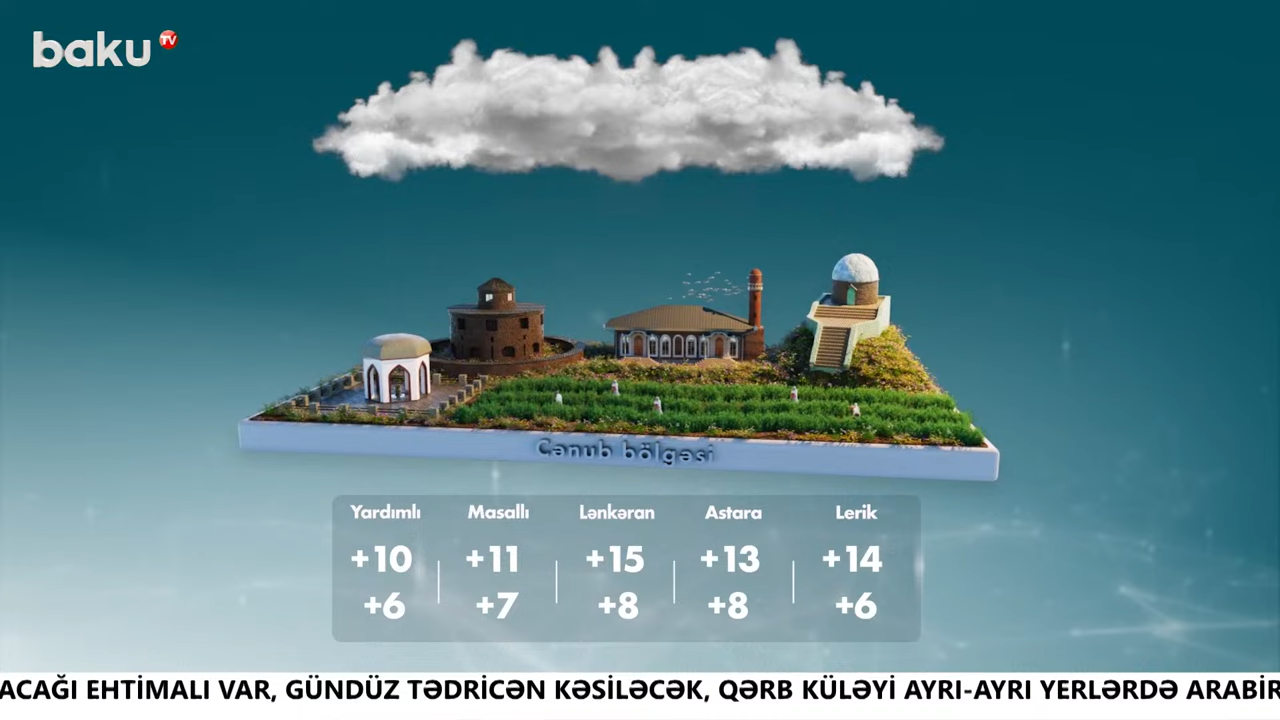 baku TV
Cənub bölgəsi
Yardımlı Masallı Lənkəran Astara Lerik
+10 +11 +15 +13 +14
+6 +7 +8 +8 +6
ACAĞI EHTİMALI VAR, GÜNDÜZ TƏDRİCƏN KƏSİLƏCƏK, QƏRB KÜLƏYİ AYRI-AYRI YERLƏRDƏ ARABİR